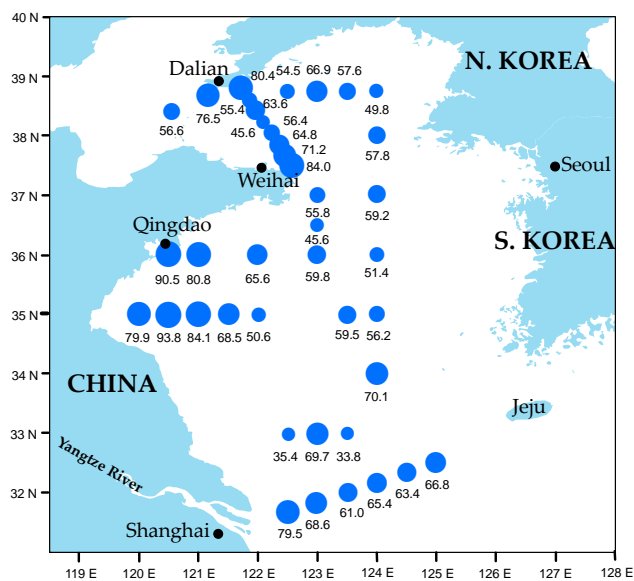 40 N
N. KOREA
Dalian
80.4
54.5 66.9 57.6
39 N
76.5
55.4
63.6
49.8
56.6
45.6
56.4
38 N
64.8
57.8
71.2
84.0
Weihai
Seoul
37 N
55.8
59.2
Qingdao
45.6
S. KOREA
36 N
90.5 80.8 65.6 59.8 51.4
35 N
79.9 93.8 84.1 68.5 50.6 59.5 56.2
34 N
CHINA
70.1
Jeju
33 N
35.4 69.7 33.8
Yangtze River
66.8
63.4
32 N
65.4
61.0
68.6
79.5
Shanghai
119 E 120 E 121 E 122 E 123 E 124 E 125 E 126 E 127 E 128 E